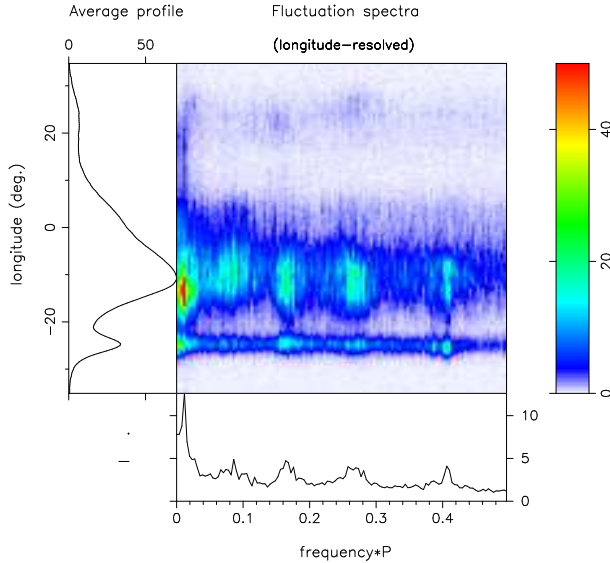 Average profile Fluctuation spectra
0 50 (longitude-resolved)
longitude (deg.)
20
0
-20
40
20
0
10
5
0
0 0.1 0.2 0.3 0.4
frequency*P